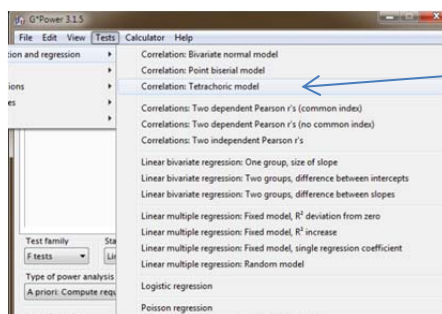 G*Power 3.1.5
File Edit View Tests Calculator Help
ion and regression
Correlation: Bivariate normal model
Correlation: Point biserial model
ions
Correlation: Tetrachoric model
es
Correlations: Two dependent Pearson r's (common index)
Correlations: Two dependent Pearson r's (no common index)
Correlations: Two independent Pearson r's
Linear bivariate regression: One group, size of slope
Linear bivariate regression: Two groups, difference between intercepts
Linear bivariate regression: Two groups, difference between slopes
Linear multiple regression: Fixed model, R² deviation from zero
Linear multiple regression: Fixed model, R² increase
Linear multiple regression: Fixed model, single regression coefficient
Linear multiple regression: Random model
Logistic regression
Poisson regression
Test family Sta
F tests Lin
Type of power analysis
A priori: Compute requ